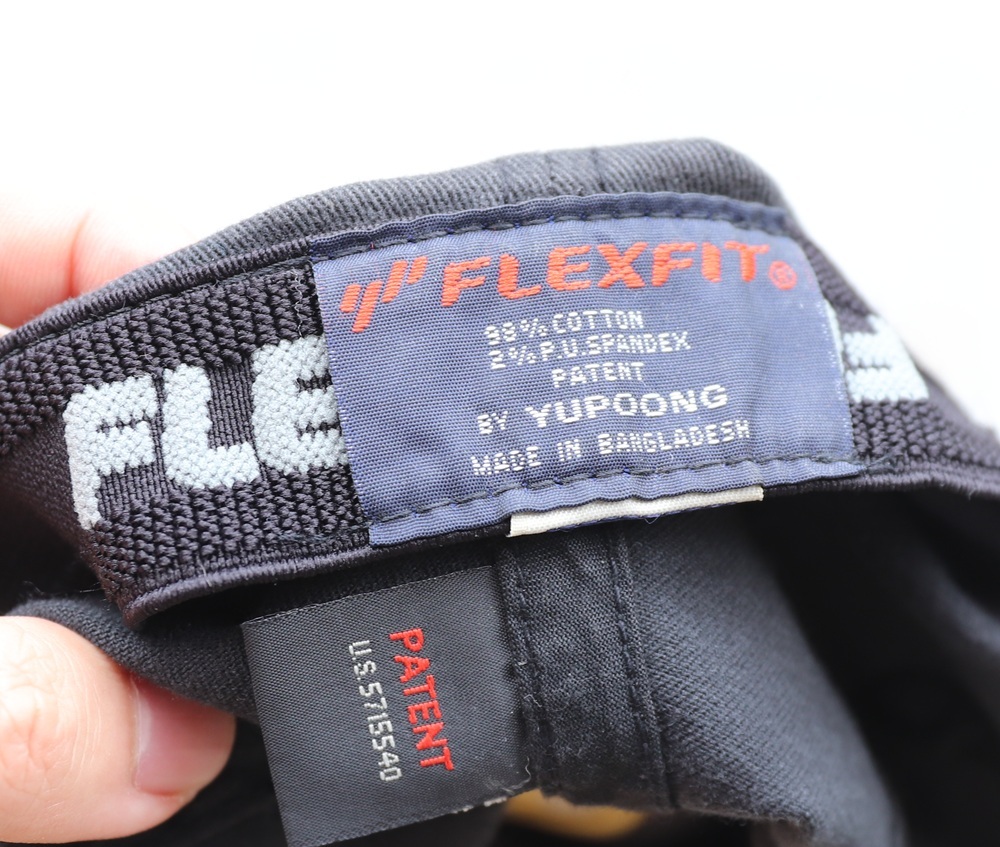 FLEXFIT®
98% COTTON
2% P.U.SPANDEX
PATENT
BY YUPOONG
MADE IN BANGLADESH
FLE
PATENT
U.S.5715540